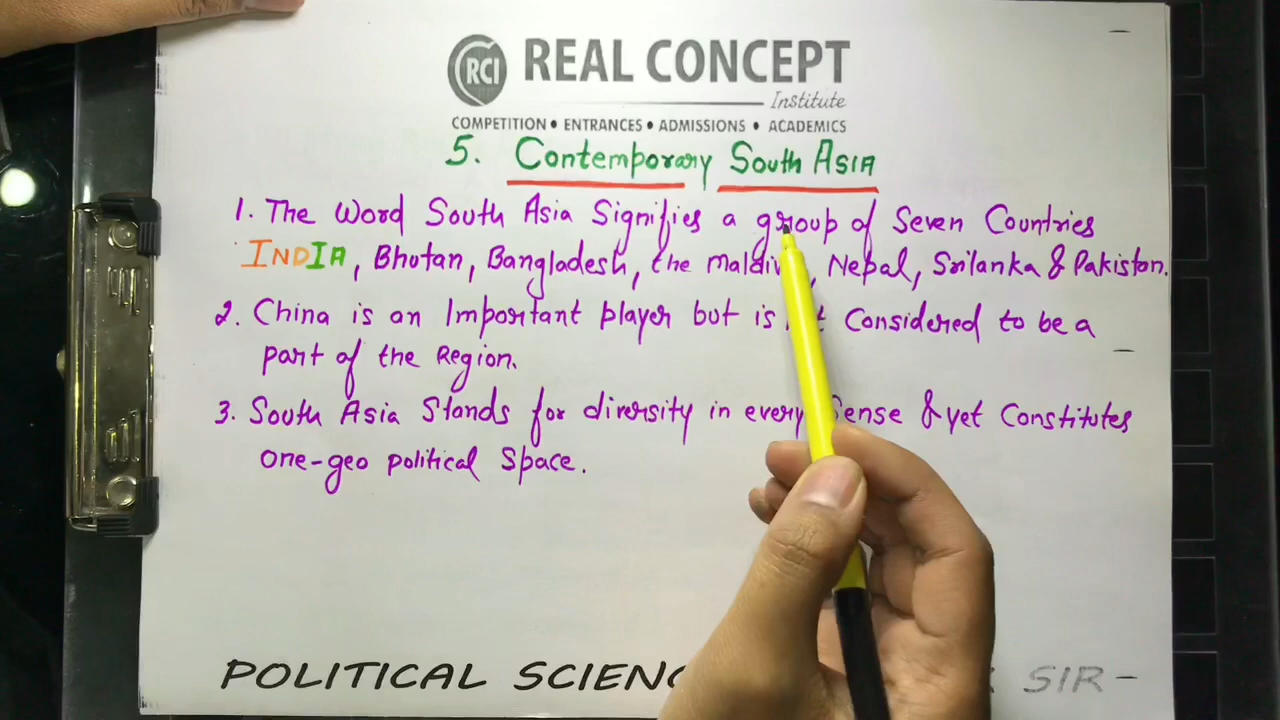 RCI REAL CONCEPT
Institute
COMPETITION • ENTRANCES • ADMISSIONS • ACADEMICS
5. Contemporary South Asia
1. The Word South Asia Signifies a group of Seven Countries
INDIA, Bhutan, Bangladesh, the Nepal, Srilanka & Pakistan.
2. China is an Important player but is Considered to be a
part of the Region.
3. South Asia Stands for diversity in every Sense & yet Constitutes
one-geo political Space.
POLITICAL SIR -